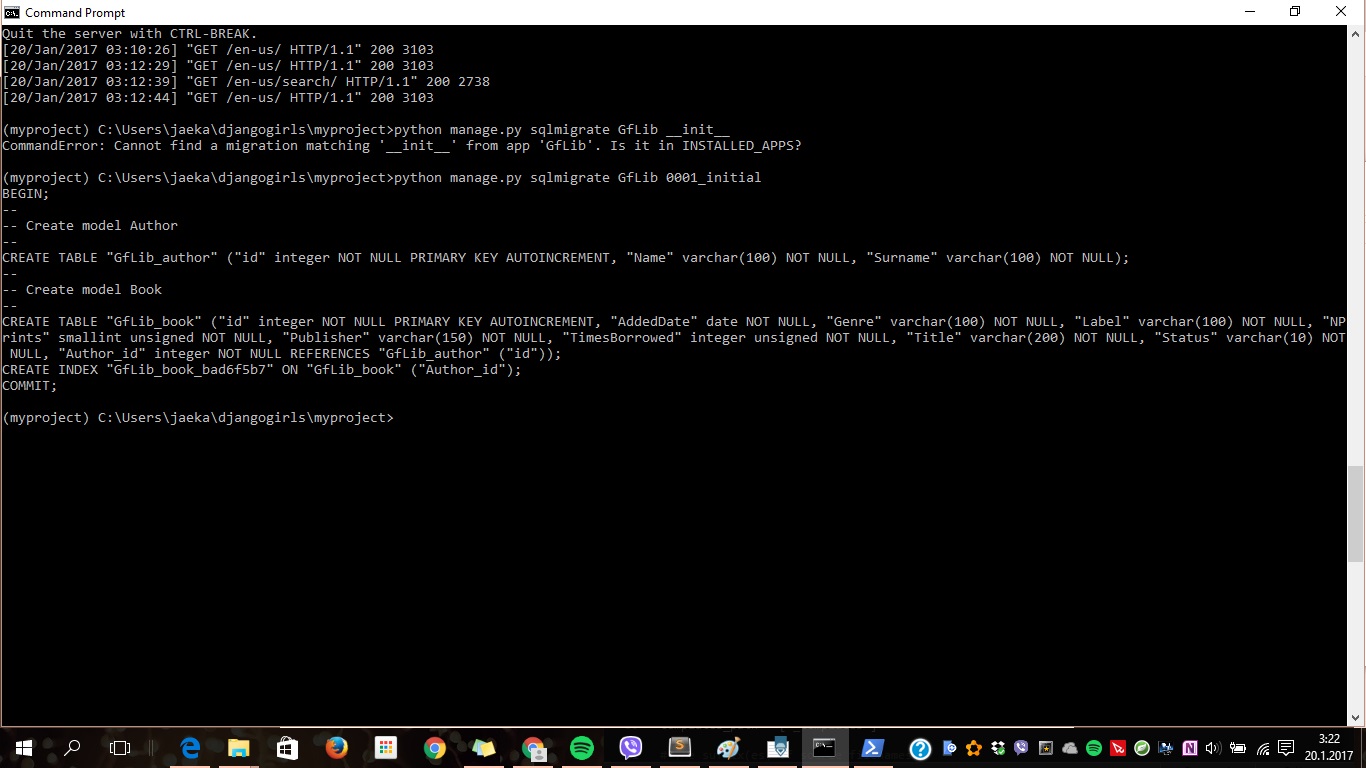 Command Prompt
Quit the server with CTRL-BREAK.
[20/Jan/2017 03:10:26] "GET /en-us/ HTTP/1.1" 200 3103
[20/Jan/2017 03:12:29] "GET /en-us/ HTTP/1.1" 200 3103
[20/Jan/2017 03:12:39] "GET /en-us/search/ HTTP/1.1" 200 2738
[20/Jan/2017 03:12:44] "GET /en-us/ HTTP/1.1" 200 3103
(myproject) C:\Users\jaeka\djangogirls\myproject>python manage.py sqlmigrate GfLib __init__
CommandError: Cannot find a migration matching '__init__' from app 'GfLib'. Is it in INSTALLED_APPS?
(myproject) C:\Users\jaeka\djangogirls\myproject>python manage.py sqlmigrate GfLib 0001_initial
BEGIN;
--
-- Create model Author
--
CREATE TABLE "GfLib_author" ("id" integer NOT NULL PRIMARY KEY AUTOINCREMENT, "Name" varchar(100) NOT NULL, "Surname" varchar(100) NOT NULL);
--
-- Create model Book
--
CREATE TABLE "GfLib_book" ("id" integer NOT NULL PRIMARY KEY AUTOINCREMENT, "AddedDate" date NOT NULL, "Genre" varchar(100) NOT NULL, "Label" varchar(100) NOT NULL, "NP
rints" smallint unsigned NOT NULL, "Publisher" varchar(150) NOT NULL, "TimesBorrowed" integer unsigned NOT NULL, "Title" varchar(200) NOT NULL, "Status" varchar(10) NOT
 NULL, "Author_id" integer NOT NULL REFERENCES "GfLib_author" ("id"));
CREATE INDEX "GfLib_book_bad6f5b7" ON "GfLib_book" ("Author_id");
COMMIT;
(myproject) C:\Users\jaeka\djangogirls\myproject>
3:22
20.1.2017